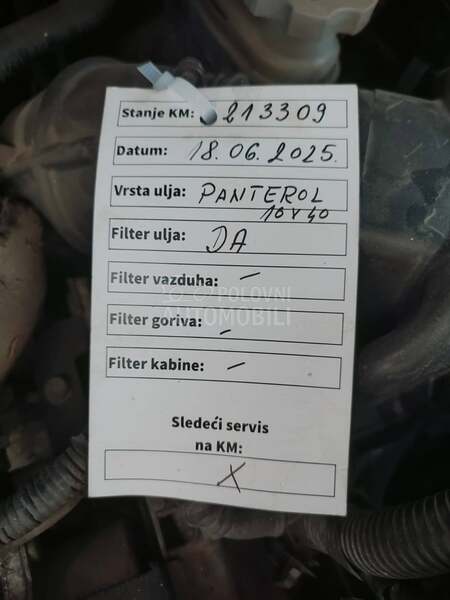 Stanje KM: 213309
Datum: 18.06.2025.
Vrsta ulja: PANTEROL
10W40
Filter ulja: DA
Filter vazduha: -
POLOVNI
AUTOMOBILI
Filter goriva: -
Filter kabine: -
Sledeći servis
na KM:
X